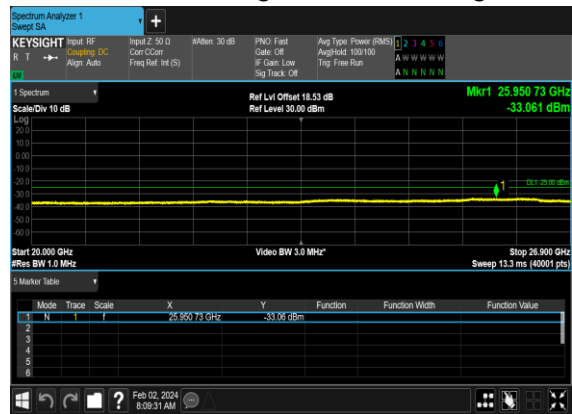 Spectrum Analyzer 1
Swept SA
+
KEYSIGHT Input: RF Input Z: 50 Ω #Atten: 30 dB PNO: Fast Avg Type: Power (RMS) 1 2 3 4 5 6
R T Coupling: DC Corr CCorr Gate: Off Avg|Hold: 100/100 A W W W W W
Align: Auto Freq Ref: Int (S) IF Gain: Low Trig: Free Run
Sig Track: Off A N N N N N
LW
1 Spectrum Ref Lvl Offset 18.53 dB Mkr1 25.950 73 GHz
Scale/Div 10 dB Ref Level 30.00 dBm -33.061 dBm
Log
20.0
10.0
0.00
-10.0
-20.0
1 DL1 -25.00 dBm
-30.0
-40.0
-50.0
-60.0
Start 20.000 GHz Video BW 3.0 MHz* Stop 26.900 GHz
#Res BW 1.0 MHz Sweep 13.3 ms (40001 pts)
5 Marker Table
Mode Trace Scale X Y Function Function Width Function Value
1 N 1 f 25.950 73 GHz -33.06 dBm
2
3
4
5
6
? Feb 02, 2024
8:09:31 AM